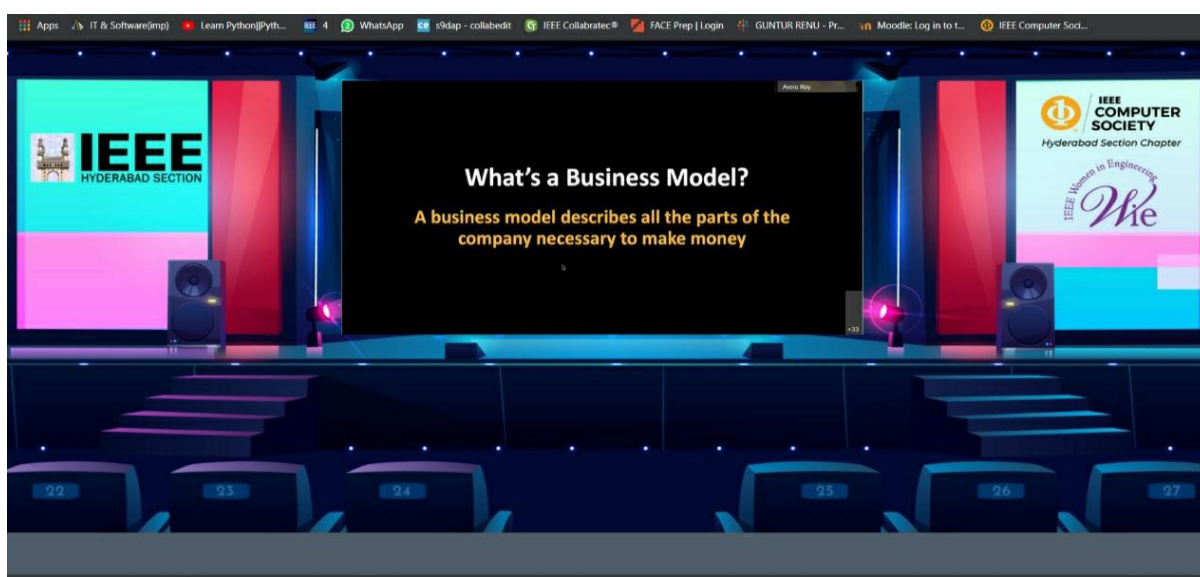 Apps
IT & Software(imp)
Learn Python||Pyth...
4
WhatsApp
s9dap - collabedit
IEEE Collabratec®
FACE Prep | Login
GUNTUR RENU - Pr...
Moodle: Log in to t...
IEEE Computer Soci...
IEEE
HYDERABAD SECTION
What's a Business Model?
A business model describes all the parts of the
company necessary to make money
+33
IEEE
COMPUTER
SOCIETY
Hyderabad Section Chapter
IEEE Women in Engineering
Wie
22
23
24
25
26
27